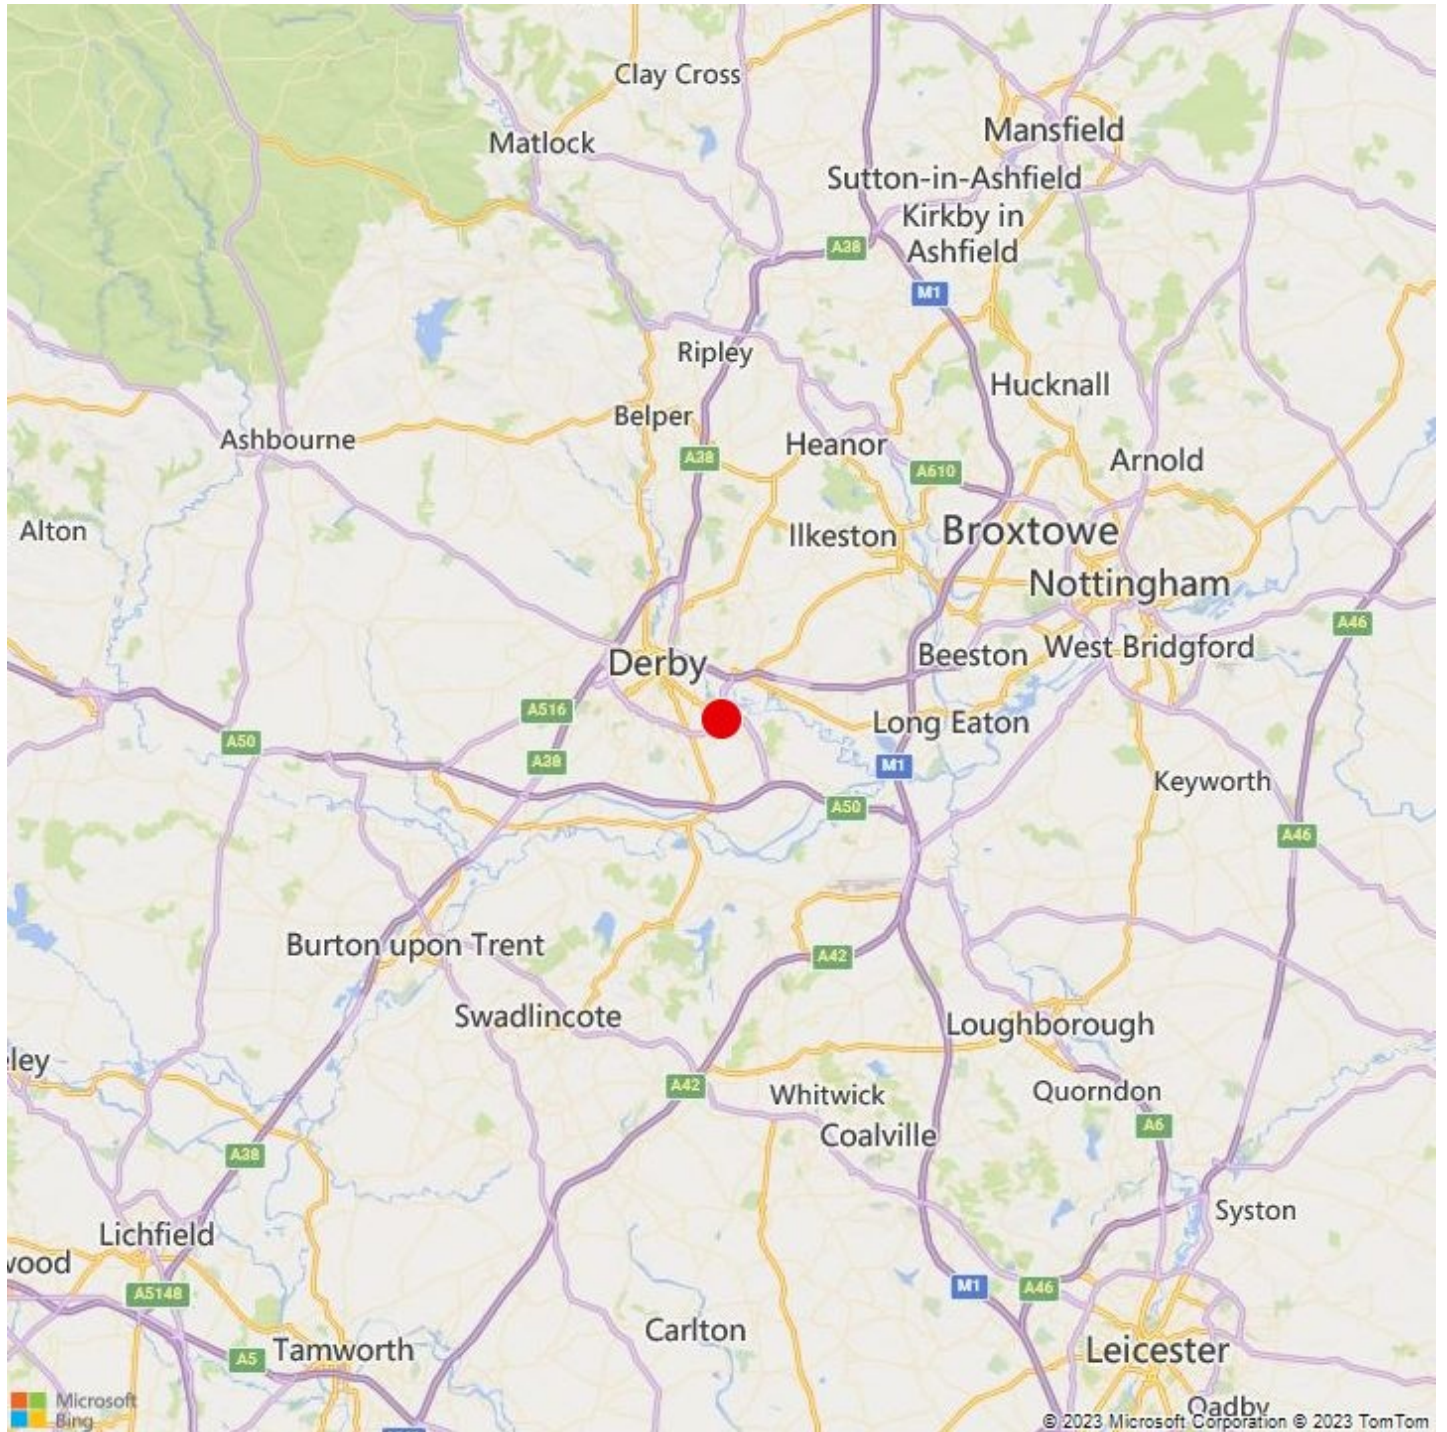 Clay Cross
Mansfield
Matlock
Sutton-in-Ashfield
Kirkby in
Ashfield
A38
M1
Ripley
Hucknall
Belper
Ashbourne
Heanor
Arnold
A38
A610
Alton
Ilkeston
Broxtowe
Nottingham
A46
Derby
Beeston
West Bridgford
A516
Long Eaton
A50
A38
M1
Keyworth
A50
A46
Burton upon Trent
A42
Swadlincote
Loughborough
eley
A42
Whitwick
Quorndon
A6
Coalville
A38
Syston
Lichfield
wood
M1
A46
A5148
Carlton
Tamworth
A5
Leicester
Microsoft
Bing
Oadby
© 2023 Microsoft Corporation © 2023 TomTom